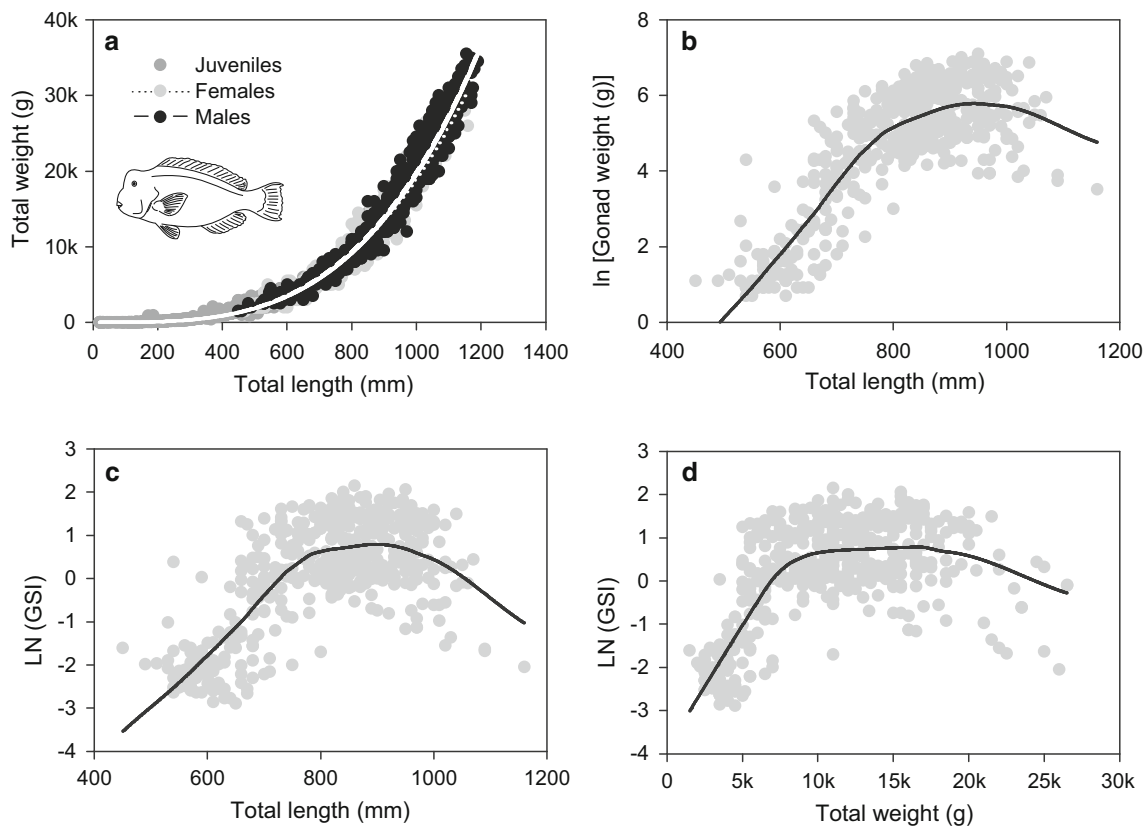 a
40k
30k
20k
10k
0
Total weight (g)
Juveniles
Females
Males
0 200 400 600 800 1000 1200 1400
Total length (mm)
b
8
6
4
2
0
ln [Gonad weight (g)]
400 600 800 1000 1200
Total length (mm)
c
3
2
1
0
-1
-2
-3
-4
LN (GSI)
400 600 800 1000 1200
Total length (mm)
d
3
2
1
0
-1
-2
-3
-4
LN (GSI)
0 5k 10k 15k 20k 25k 30k
Total weight (g)